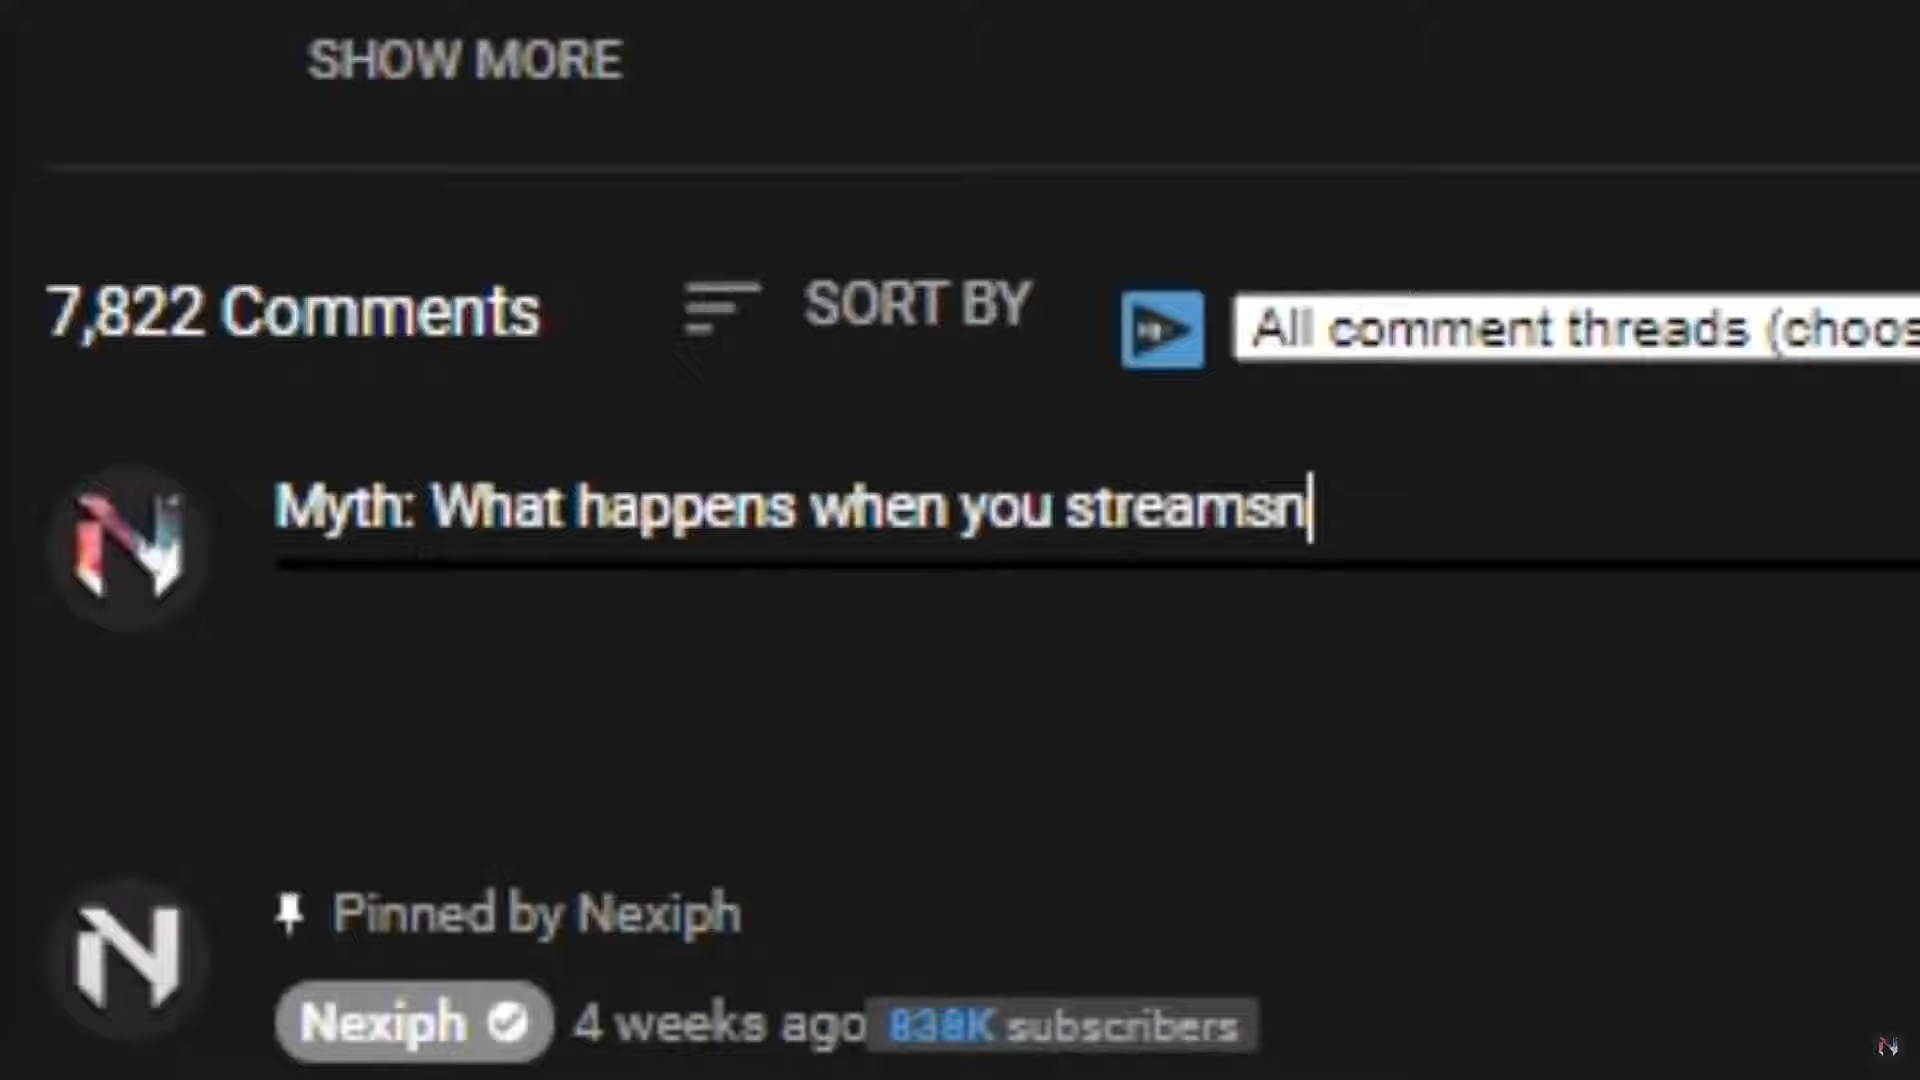 SHOW MORE
7,822 Comments SORT BY All comment threads (choos
Myth: What happens when you streamsn
Pinned by Nexiph
Nexiph 4 weeks ago 838K subscribers